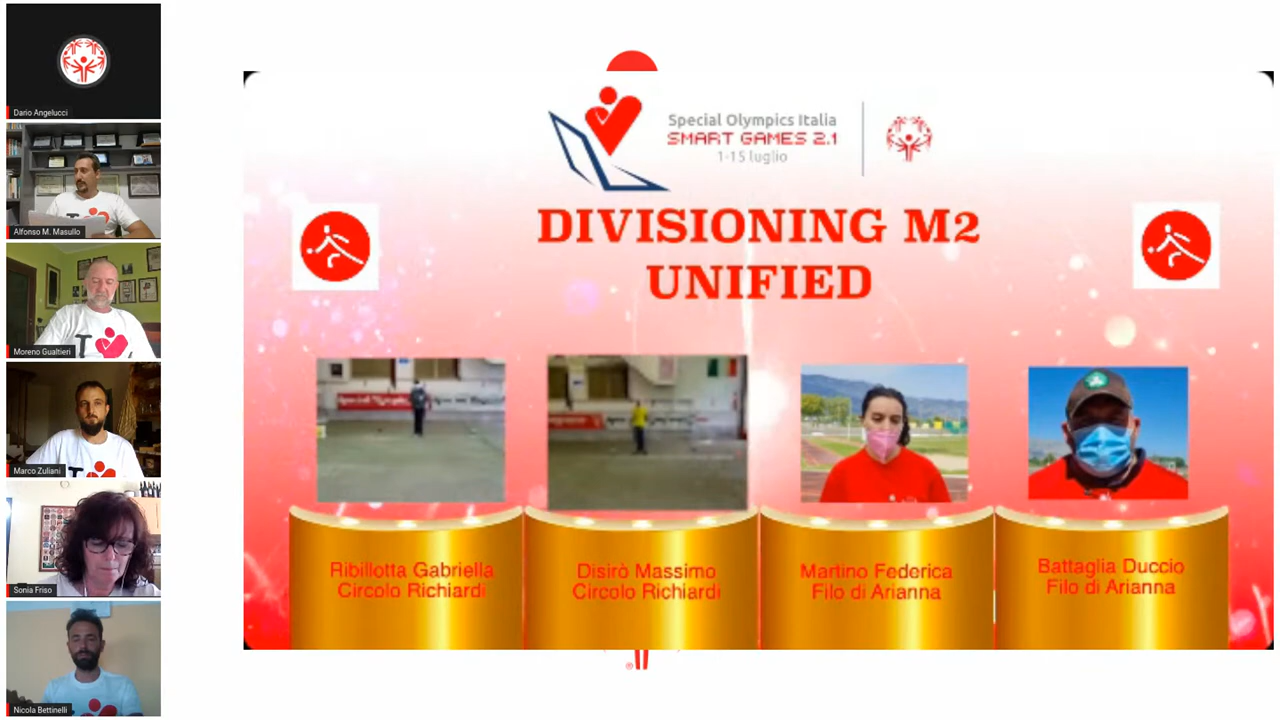 Dario Angelucci
Alfonso M. Masullo
Moreno Gualtieri
Marco Zuliani
Sonia Friso
Nicola Bettinelli
Special Olympics Italia
SMART GAMES 2.1
1-15 luglio
DIVISIONING M2
UNIFIED
Ribillotta Gabriella
Circolo Richiardi
Disirò Massimo
Circolo Richiardi
Martino Federica
Filo di Arianna
Battaglia Duccio
Filo di Arianna